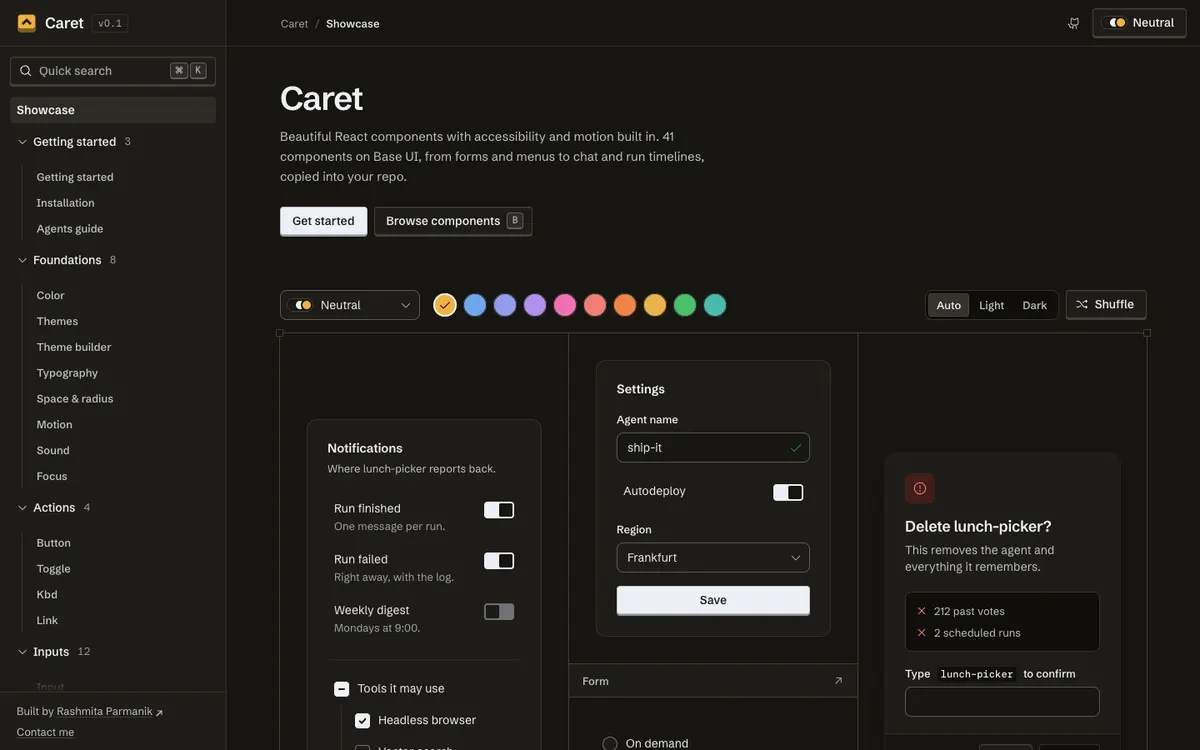 Caret v0.1
Quick search ⌘ K
Showcase
Getting started 3
Getting started
Installation
Agents guide
Foundations 8
Color
Themes
Theme builder
Typography
Space & radius
Motion
Sound
Focus
Actions 4
Button
Toggle
Kbd
Link
Inputs 12
Input
Built by Rashmita Parmanik
Contact me
Caret / Showcase
Neutral
Caret
Beautiful React components with accessibility and motion built in. 41
components on Base UI, from forms and menus to chat and run timelines,
copied into your repo.
Get started
Browse components B
Neutral
Auto Light Dark
Shuffle
Notifications
Where lunch-picker reports back.
Run finished
One message per run.
Run failed
Right away, with the log.
Weekly digest
Mondays at 9:00.
Tools it may use
Headless browser
Vector search
Settings
Agent name
ship-it
Autodeploy
Region
Frankfurt
Save
Form
On demand
Delete lunch-picker?
This removes the agent and
everything it remembers.
212 past votes
2 scheduled runs
Type lunch-picker to confirm